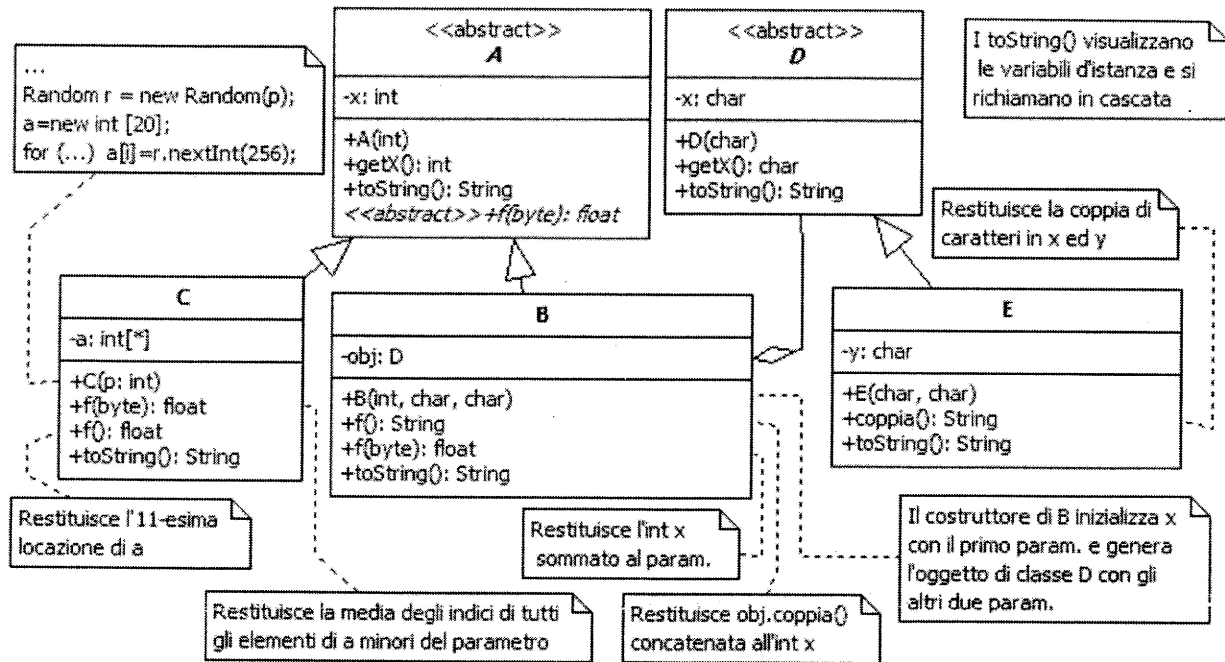 ...
Random r = new Random(p);
a=new int [20];
for (...) a[i]=r.nextInt(256);
<<abstract>>
A
-x: int
+A(int)
+getX(): int
+toString(): String
<<abstract>>+f(byte): float
<<abstract>>
D
-x: char
+D(char)
+getX(): char
+toString(): String
I toString() visualizzano
le variabili d'istanza e si
richiamano in cascata
Restituisce la coppia di
caratteri in x ed y
C
-a: int[*]
+C(p: int)
+f(byte): float
+f(): float
+toString(): String
B
-obj: D
+B(int, char, char)
+f(): String
+f(byte): float
+toString(): String
E
-y: char
+E(char, char)
+coppia(): String
+toString(): String
Restituisce l'11-esima
locazione di a
Restituisce l'int x
sommato al param.
Il costruttore di B inizializza x
con il primo param. e genera
l'oggetto di classe D con gli
altri due param.
Restituisce la media degli indici di tutti
gli elementi di a minori del parametro
Restituisce obj.coppia()
concatenata all'int x